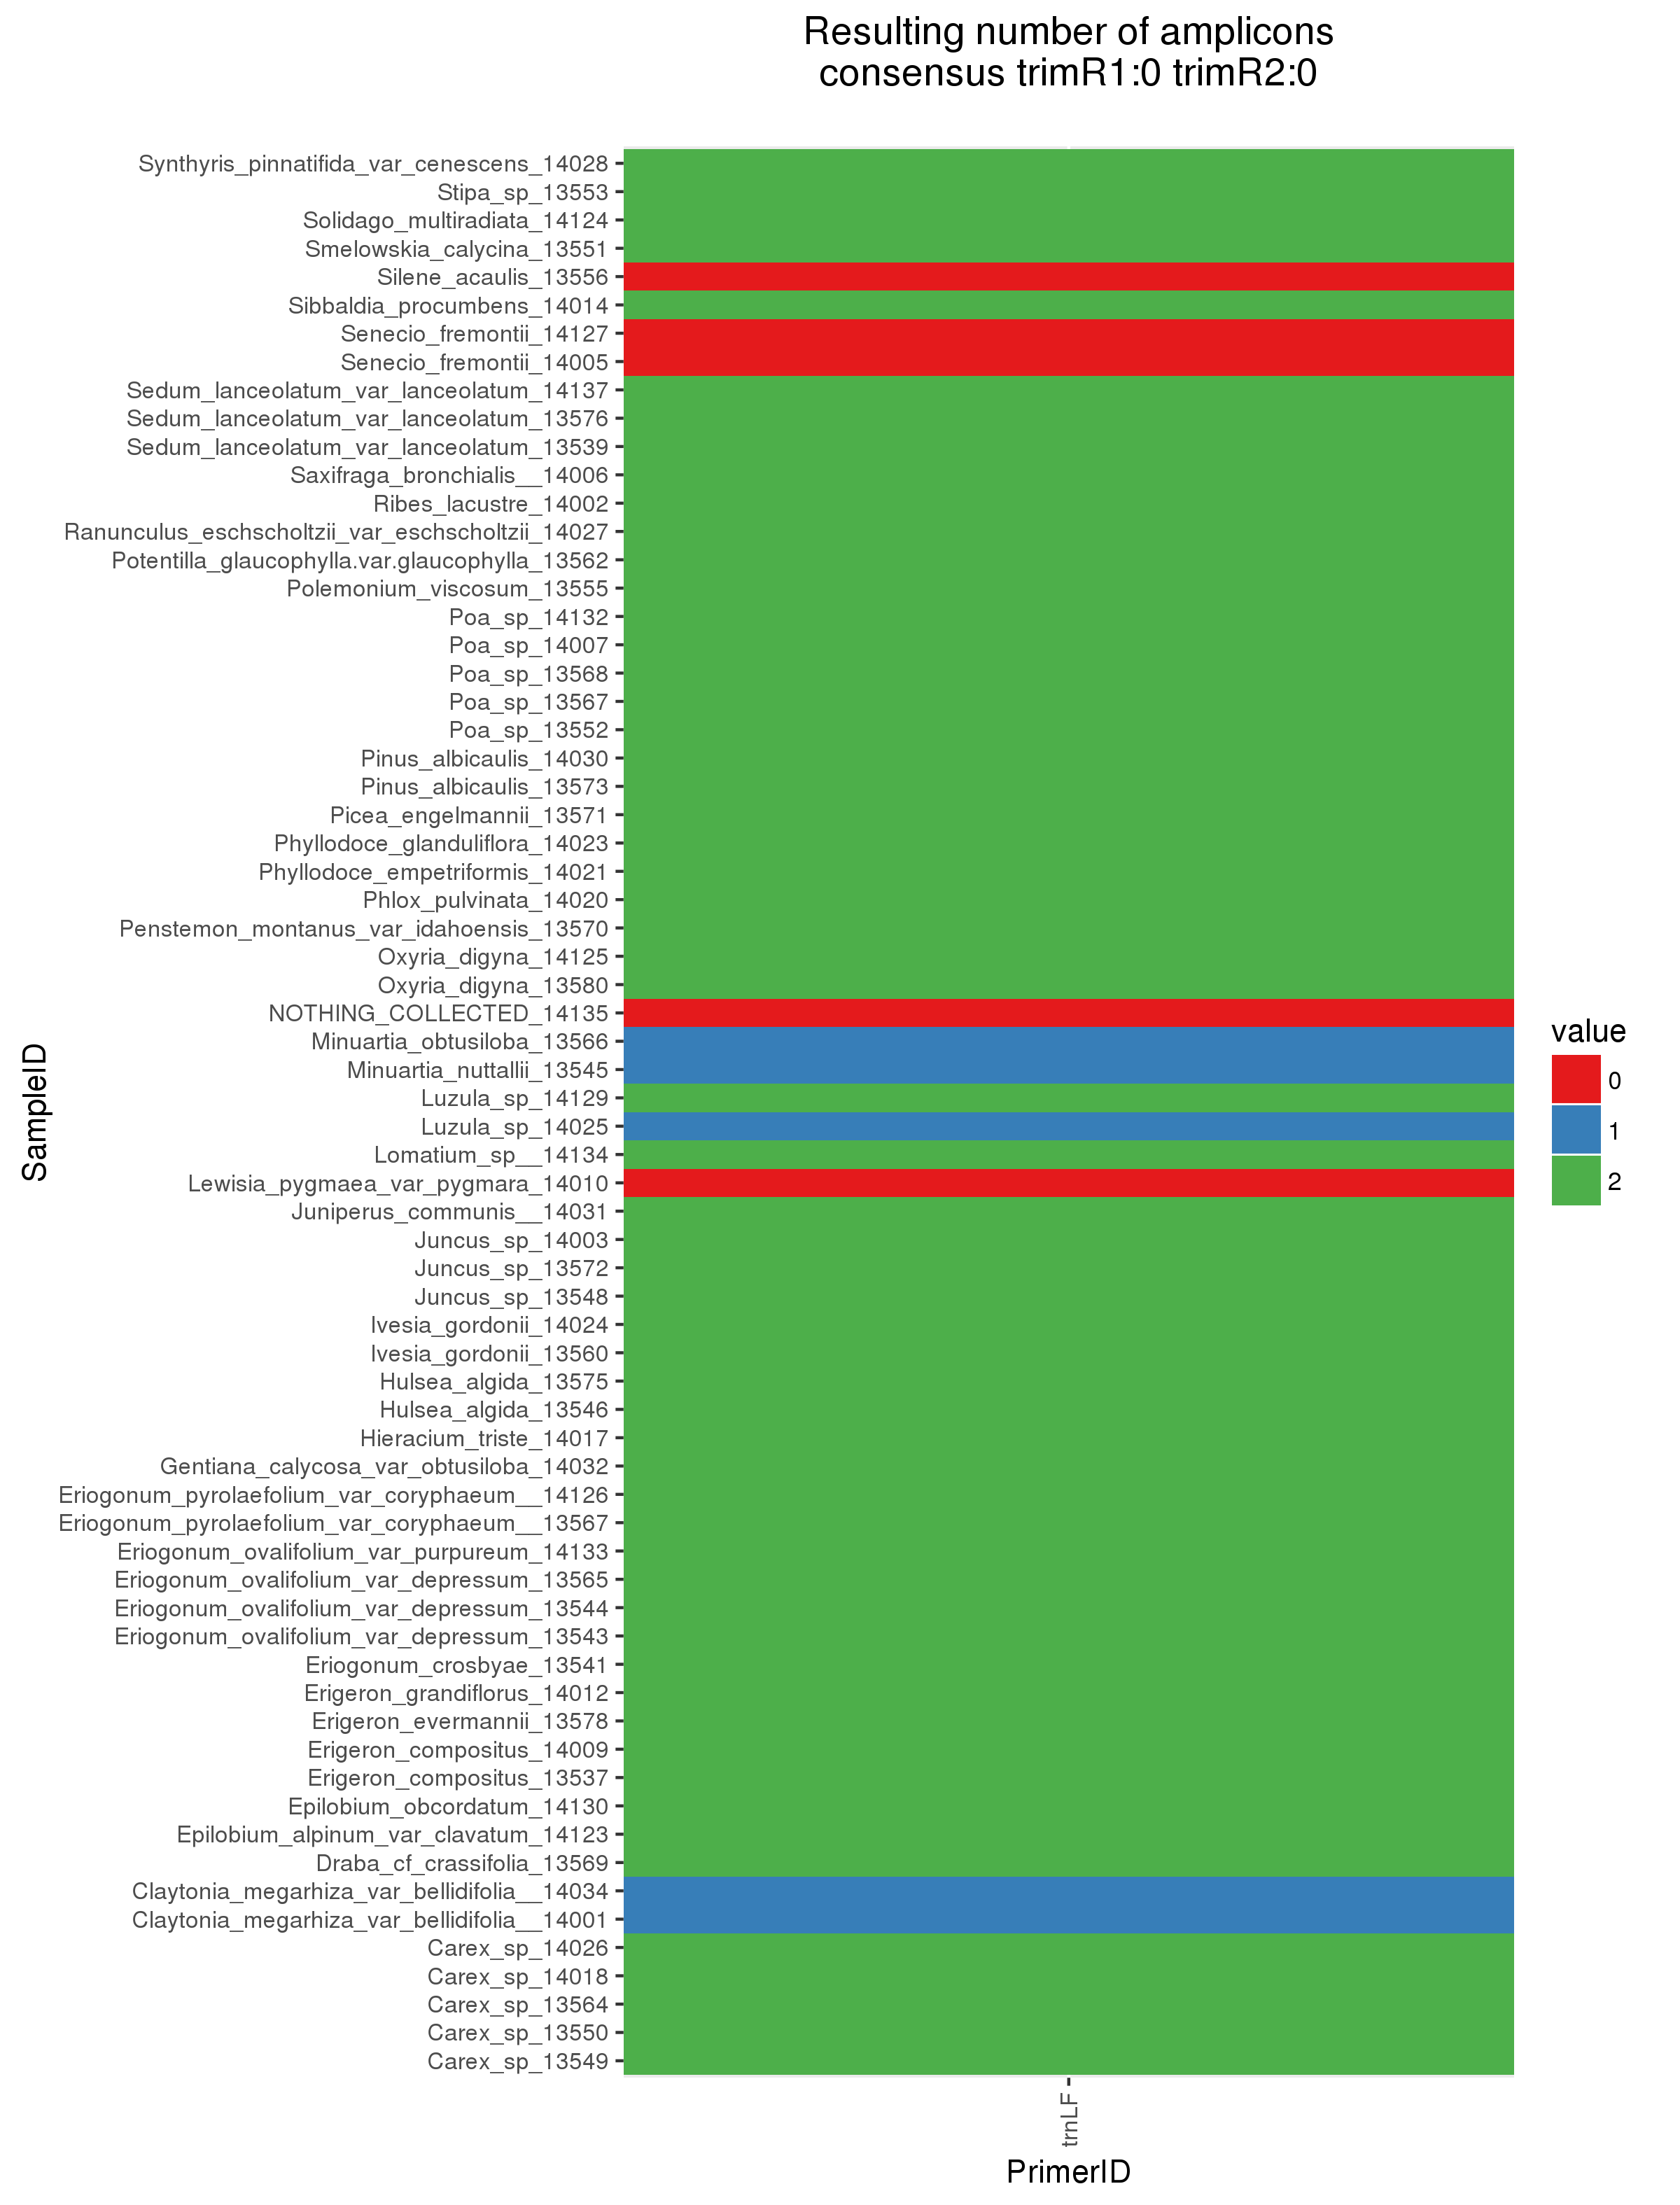 Resulting number of amplicons
consensus trimR1:0 trimR2:0
Synthyris_pinnatifida_var_cenescens_14028
Stipa_sp_13553
Solidago_multiradiata_14124
Smelowskia_calycina_13551
Silene_acaulis_13556
Sibbaldia_procumbens_14014
Senecio_fremontii_14127
Senecio_fremontii_14005
Sedum_lanceolatum_var_lanceolatum_14137
Sedum_lanceolatum_var_lanceolatum_13576
Sedum_lanceolatum_var_lanceolatum_13539
Saxifraga_bronchialis__14006
Ribes_lacustre_14002
Ranunculus_eschscholtzii_var_eschscholtzii_14027
Potentilla_glaucophylla.var.glaucophylla_13562
Polemonium_viscosum_13555
Poa_sp_14132
Poa_sp_14007
Poa_sp_13568
Poa_sp_13567
Poa_sp_13552
Pinus_albicaulis_14030
Pinus_albicaulis_13573
Picea_engelmannii_13571
Phyllodoce_glanduliflora_14023
Phyllodoce_empetriformis_14021
Phlox_pulvinata_14020
Penstemon_montanus_var_idahoensis_13570
Oxyria_digyna_14125
Oxyria_digyna_13580
NOTHING_COLLECTED_14135
Minuartia_obtusiloba_13566
Minuartia_nuttallii_13545
Luzula_sp_14129
Luzula_sp_14025
Lomatium_sp__14134
Lewisia_pygmaea_var_pygmara_14010
Juniperus_communis__14031
Juncus_sp_14003
Juncus_sp_13572
Juncus_sp_13548
Ivesia_gordonii_14024
Ivesia_gordonii_13560
Hulsea_algida_13575
Hulsea_algida_13546
Hieracium_triste_14017
Gentiana_calycosa_var_obtusiloba_14032
Eriogonum_pyrolaefolium_var_coryphaeum__14126
Eriogonum_pyrolaefolium_var_coryphaeum__13567
Eriogonum_ovalifolium_var_purpureum_14133
Eriogonum_ovalifolium_var_depressum_13565
Eriogonum_ovalifolium_var_depressum_13544
Eriogonum_ovalifolium_var_depressum_13543
Eriogonum_crosbyae_13541
Erigeron_grandiflorus_14012
Erigeron_evermannii_13578
Erigeron_compositus_14009
Erigeron_compositus_13537
Epilobium_obcordatum_14130
Epilobium_alpinum_var_clavatum_14123
Draba_cf_crassifolia_13569
Claytonia_megarhiza_var_bellidifolia__14034
Claytonia_megarhiza_var_bellidifolia__14001
Carex_sp_14026
Carex_sp_14018
Carex_sp_13564
Carex_sp_13550
Carex_sp_13549
SampleID
trnLF
PrimerID
value
0
1
2